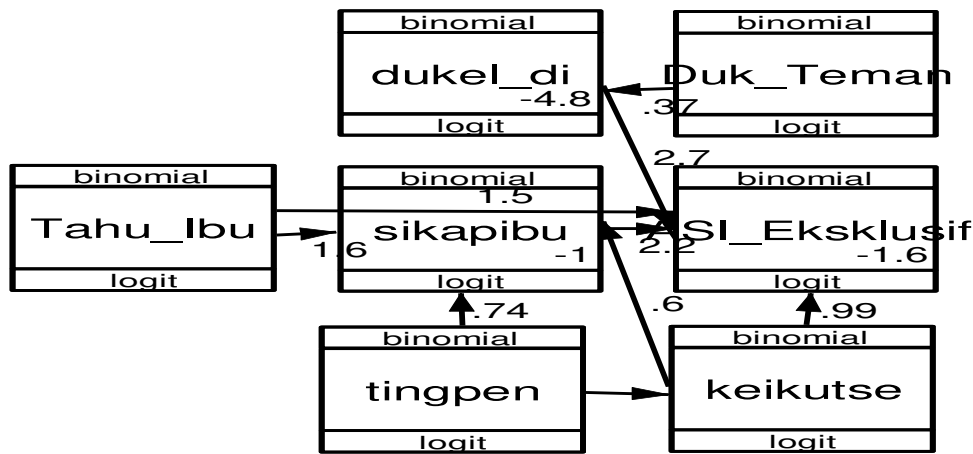 binomial
dukel_di
-4.8
logit
binomial
Duk_Teman
.37
logit
2.7
binomial
Tahu_Ibu
logit
1.6
1.5
binomial
sikapibu
-1
logit
2.2
binomial
ASI_Eksklusif
-1.6
logit
.74
.6
.99
binomial
tingpen
logit
binomial
keikutse
logit